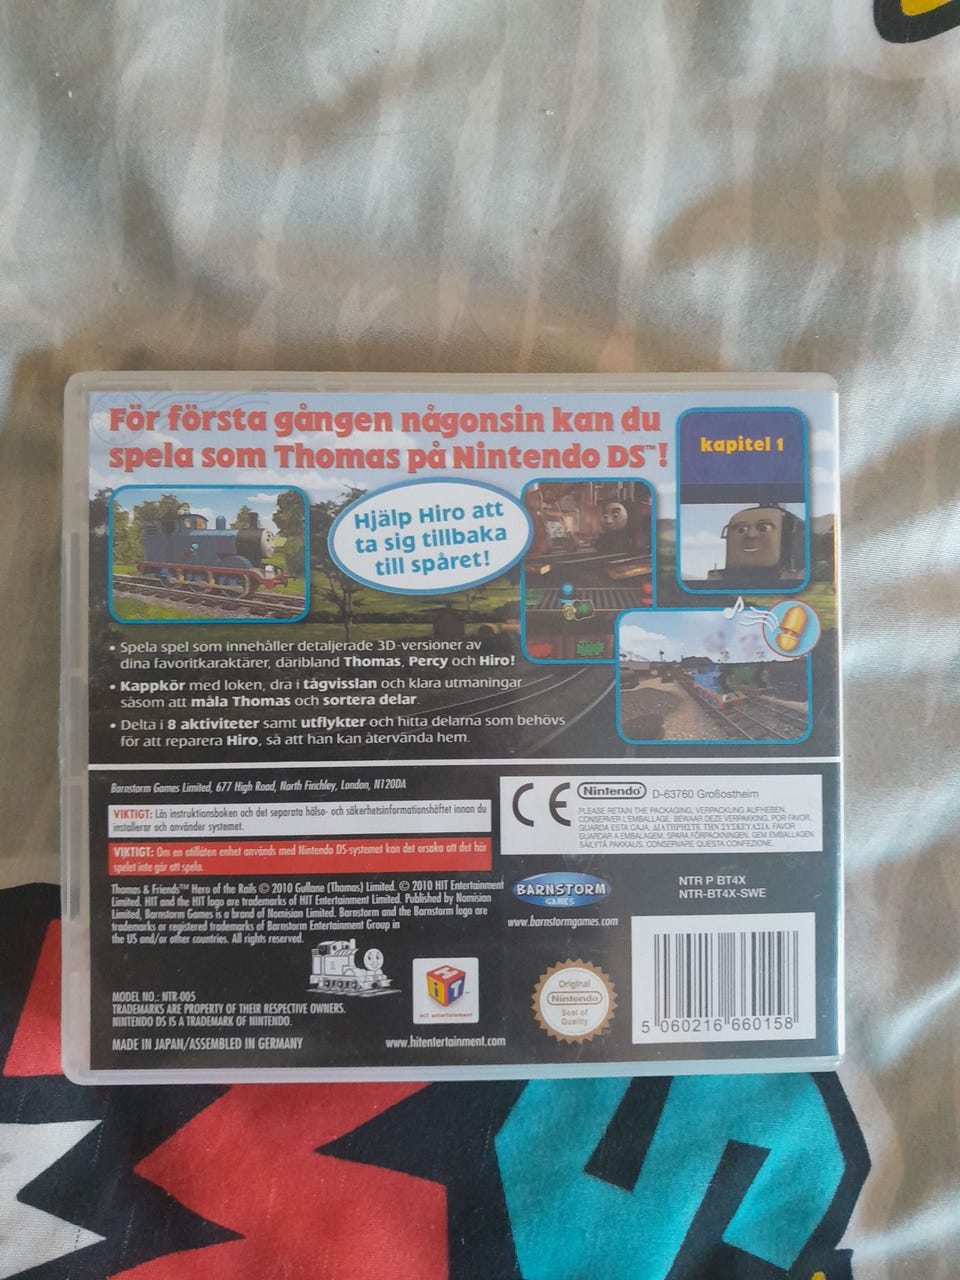 För första gången någonsin kan du
spela som Thomas på Nintendo DS™!
kapitel 1
Hjälp Hiro att
ta sig tillbaka
till spåret!
• Spela spel som innehåller detaljerade 3D-versioner av
dina favoritkaraktärer, däribland Thomas, Percy och Hiro!
• Kappkör med loken, dra i tågvisslan och klara utmaningar
såsom att måla Thomas och sortera delar.
• Delta i 8 aktiviteter samt utflykter och hitta delarna som behövs
för att reparera Hiro, så att han kan återvända hem.
Barnstorm Games Limited, 677 High Road, North Finchley, London, N120DA
VIKTIGT: Läs instruktionsboken och det separata hälso- och säkerhetsinformationshäftet innan du
installerar och använder systemet.
VIKTIGT: Om en otillåten enhet används med Nintendo DS-systemet kan det orsaka att det här
spelet inte går att spela.
Thomas & Friends™ Hero of the Rails © 2010 Gullane (Thomas) Limited. © 2010 HIT Entertainment
Limited. HIT and the HIT logo are trademarks of HIT Entertainment Limited. Published by Nomisian
Limited, Barnstorm Games is a brand of Nomisian Limited. Barnstorm and the Barnstorm logo are
trademarks or registered trademarks of Barnstorm Entertainment Group in
the US and/or other countries. All rights reserved.
MODEL NO.: NTR-005
TRADEMARKS ARE PROPERTY OF THEIR RESPECTIVE OWNERS.
NINTENDO DS IS A TRADEMARK OF NINTENDO.
MADE IN JAPAN/ASSEMBLED IN GERMANY
HiT
HIT entertainment
www.hitentertainment.com
CE
Nintendo® D-63760 Großostheim
PLEASE RETAIN THE PACKAGING. VERPACKUNG AUFHEBEN.
CONSERVER L'EMBALLAGE. BEWAAR DEZE VERPAKKING. POR FAVOR,
GUARDA ESTA CAJA. ΔΙΑΤΗΡΗΣΤΕ ΤΗΝ ΣΥΣΚΕΥΑΣΙΑ. FAVOR
GUARDAR A EMBALAGEM. SPARA FÖRPACKNINGEN. GEM EMBALLAGEN.
SÄILYTÄ PAKKAUS. CONSERVARE QUESTA CONFEZIONE.
BARNSTORM
GAMES
www.barnstormgames.com
NTR P BT4X
NTR-BT4X-SWE
Original
Nintendo
Seal of
Quality
5 060216 660158